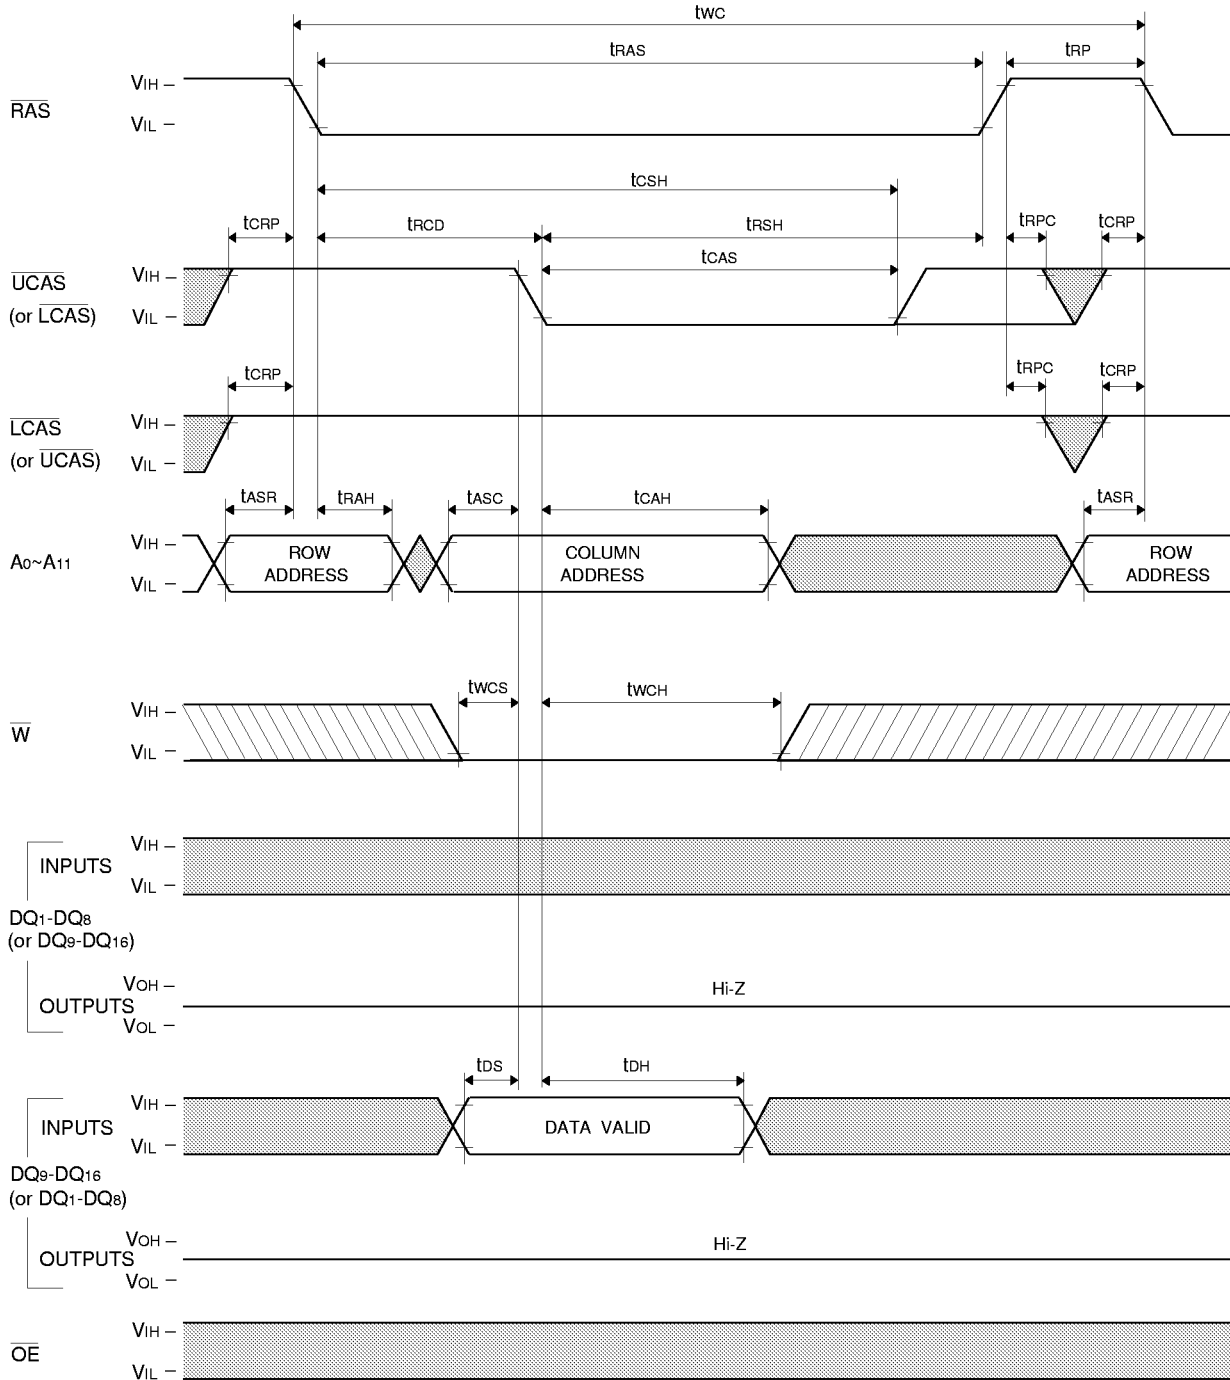 tWC
tRAS
tRP
RAS
VIH –
VIL –
tCSH
tCRP
tRCD
tRSH
tRPC
tCRP
tCAS
UCAS
(or LCAS)
VIH –
VIL –
tCRP
tRPC
tCRP
LCAS
(or UCAS)
VIH –
VIL –
tASR
tRAH
tASC
tCAH
tASR
A0~A11
VIH –
VIL –
ROW
ADDRESS
COLUMN
ADDRESS
ROW
ADDRESS
tWCS
tWCH
W
VIH –
VIL –
INPUTS
VIH –
VIL –
DQ1-DQ8
(or DQ9-DQ16)
OUTPUTS
VOH –
VOL –
Hi-Z
tDS
tDH
INPUTS
VIH –
VIL –
DATA VALID
DQ9-DQ16
(or DQ1-DQ8)
OUTPUTS
VOH –
VOL –
Hi-Z
OE
VIH –
VIL –